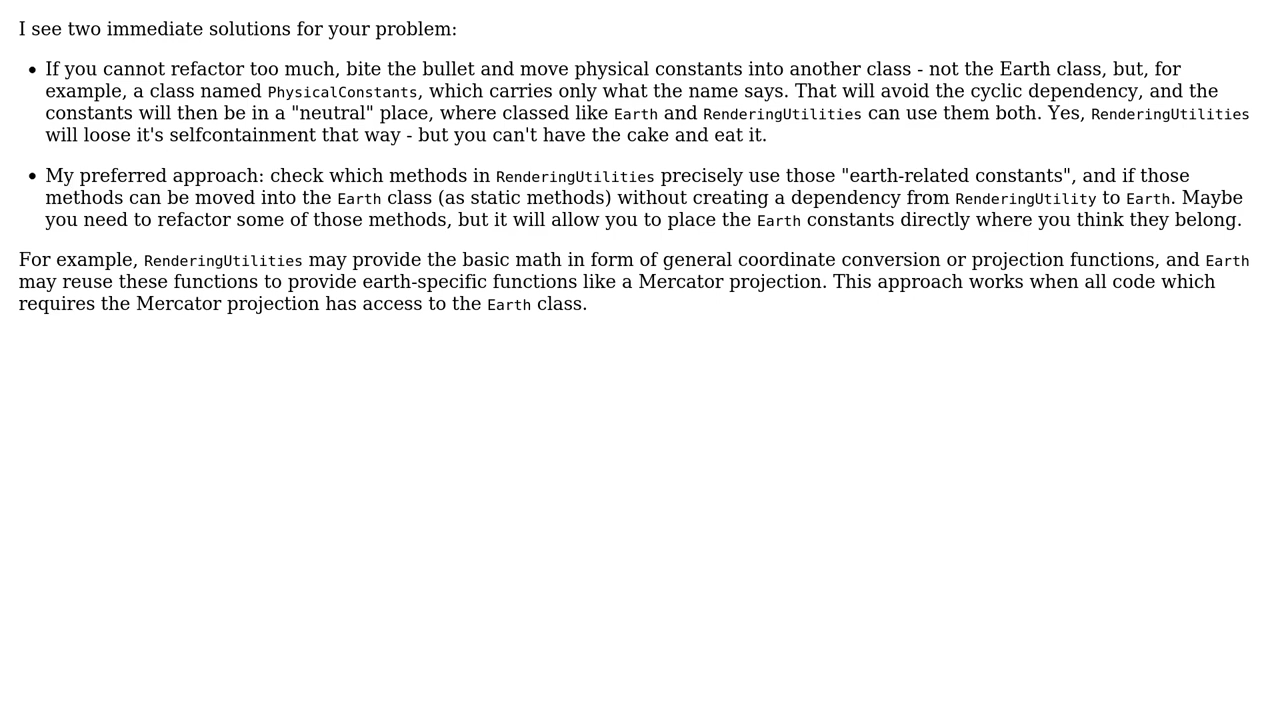 I see two immediate solutions for your problem:
• If you cannot refactor too much, bite the bullet and move physical constants into another class - not the Earth class, but, for
example, a class named PhysicalConstants, which carries only what the name says. That will avoid the cyclic dependency, and the
constants will then be in a "neutral" place, where classed like Earth and RenderingUtilities can use them both. Yes, RenderingUtilities
will loose it's selfcontainment that way - but you can't have the cake and eat it.
• My preferred approach: check which methods in RenderingUtilities precisely use those "earth-related constants", and if those
methods can be moved into the Earth class (as static methods) without creating a dependency from RenderingUtility to Earth. Maybe
you need to refactor some of those methods, but it will allow you to place the Earth constants directly where you think they belong.
For example, RenderingUtilities may provide the basic math in form of general coordinate conversion or projection functions, and Earth
may reuse these functions to provide earth-specific functions like a Mercator projection. This approach works when all code which
requires the Mercator projection has access to the Earth class.